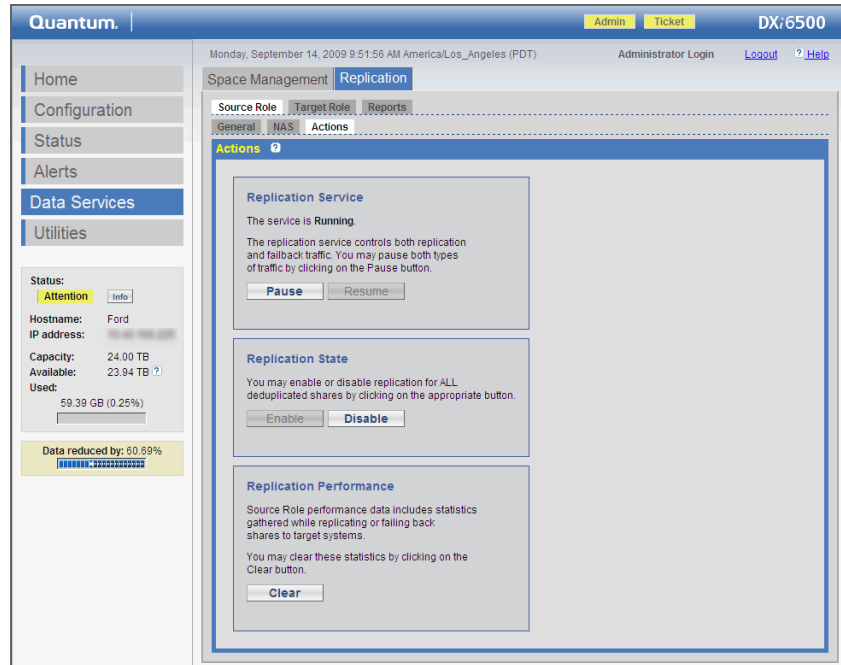 Quantum.
Admin
Ticket
DXi6500
Monday, September 14, 2009 9:51:56 AM America/Los_Angeles (PDT)
Administrator Login
Logout
? Help
Home
Configuration
Status
Alerts
Data Services
Utilities
Status:
Attention
Info
Hostname: Ford
IP address:
Capacity: 24.00 TB
Available: 23.94 TB ?
Used:
59.39 GB (0.25%)
Data reduced by: 60.69%
Space Management
Replication
Source Role
Target Role
Reports
General
NAS
Actions
Actions ?
Replication Service
The service is Running.
The replication service controls both replication
and failback traffic. You may pause both types
of traffic by clicking on the Pause button.
Pause
Resume
Replication State
You may enable or disable replication for ALL
deduplicated shares by clicking on the appropriate button.
Enable
Disable
Replication Performance
Source Role performance data includes statistics
gathered while replicating or failing back
shares to target systems.
You may clear these statistics by clicking on the
Clear button.
Clear